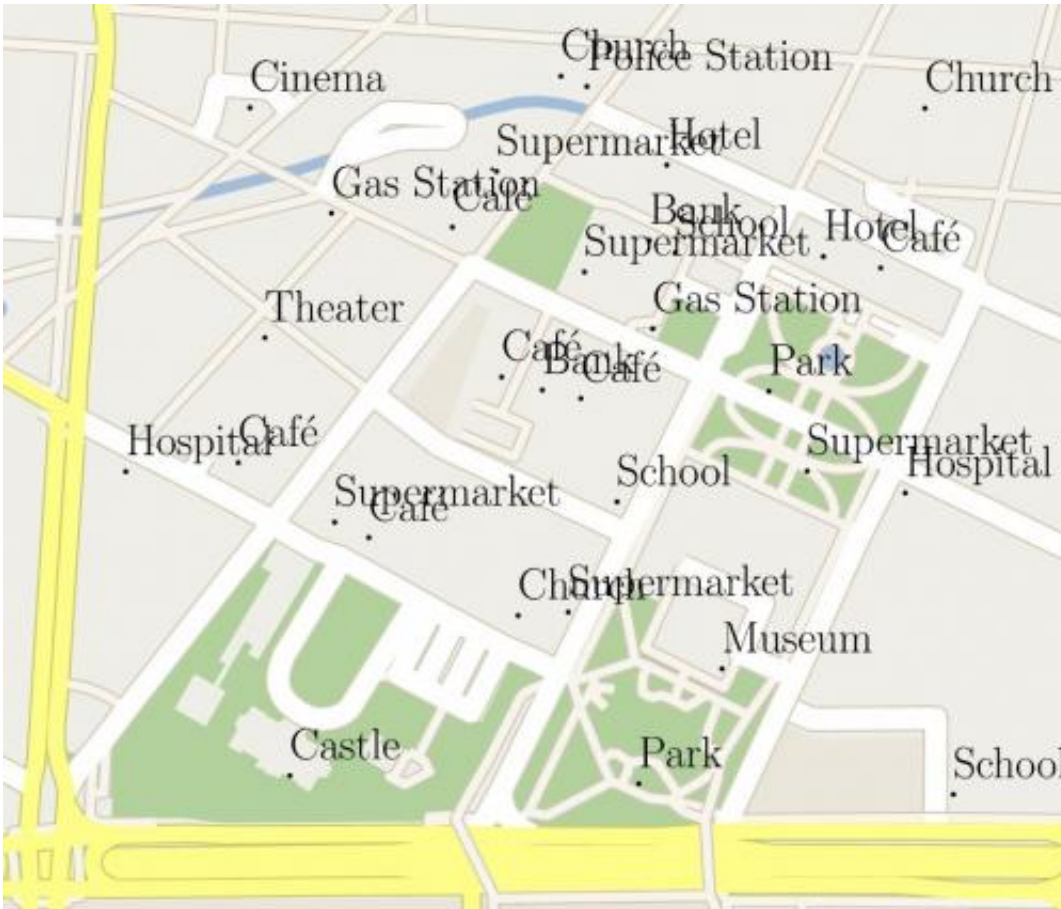 Church
Police Station
Cinema
Church
Hotel
Supermarket
Gas Station
Café
Bank
School
Hotel
Café
Supermarket
Theater
Gas Station
Café
Bank
Café
Park
Hospital
Café
Supermarket
Hospital
School
Supermarket
Café
Church
Supermarket
Museum
Castle
Park
School